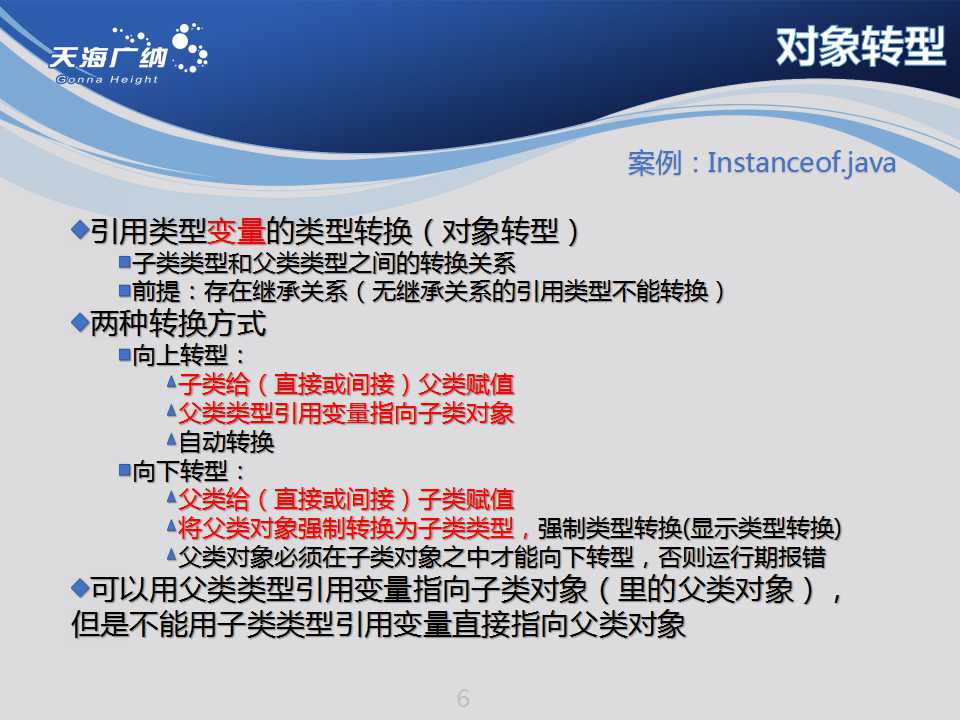 天海广纳
Gonna Height
对象转型
案例：Instanceof.java
引用类型变量的类型转换（对象转型）
子类类型和父类类型之间的转换关系
前提：存在继承关系（无继承关系的引用类型不能转换）
两种转换方式
向上转型：
子类给（直接或间接）父类赋值
父类类型引用变量指向子类对象
自动转换
向下转型：
父类给（直接或间接）子类赋值
将父类对象强制转换为子类类型，强制类型转换(显示类型转换)
父类对象必须在子类对象之中才能向下转型，否则运行期报错
可以用父类类型引用变量指向子类对象（里的父类对象），
但是不能用子类类型引用变量直接指向父类对象
6